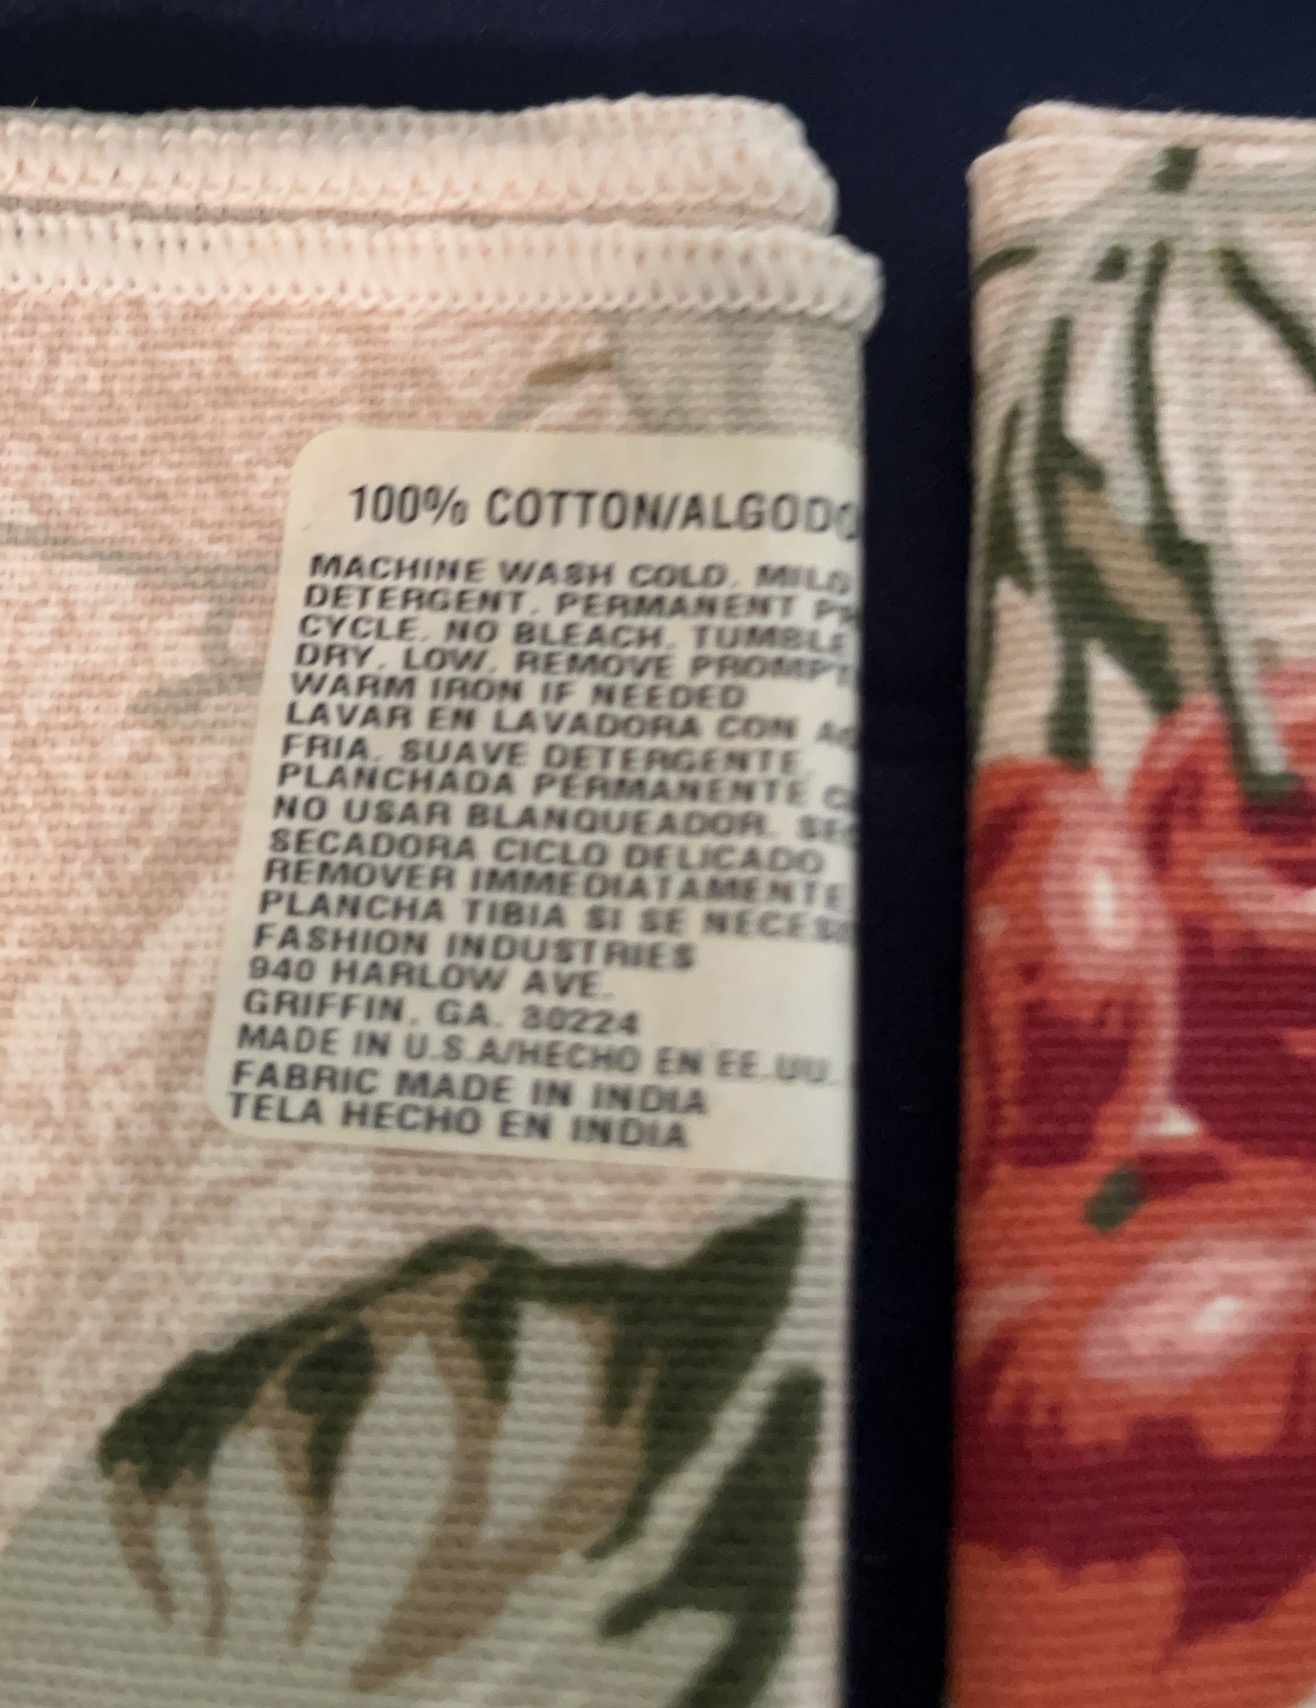 100% COTTON/ALGODO
MACHINE WASH COLD. MILD
DETERGENT. PERMANENT PR
CYCLE. NO BLEACH. TUMBLE
DRY. LOW. REMOVE PROMPT
WARM IRON IF NEEDED
LAVAR EN LAVADORA CON
FRIA. SUAVE DETERGENTE.
PLANCHADA PERMANENTE
NO USAR BLANQUEADOR.
SECADORA CICLO DELICADO
REMOVER IMMEDIATAMENTE
PLANCHA TIBIA SI SE NECES
FASHION INDUSTRIES
940 HARLOW AVE.
GRIFFIN, GA. 30224
MADE IN U.S.A/HECHO EN EE.UU.
FABRIC MADE IN INDIA
TELA HECHO EN INDIA